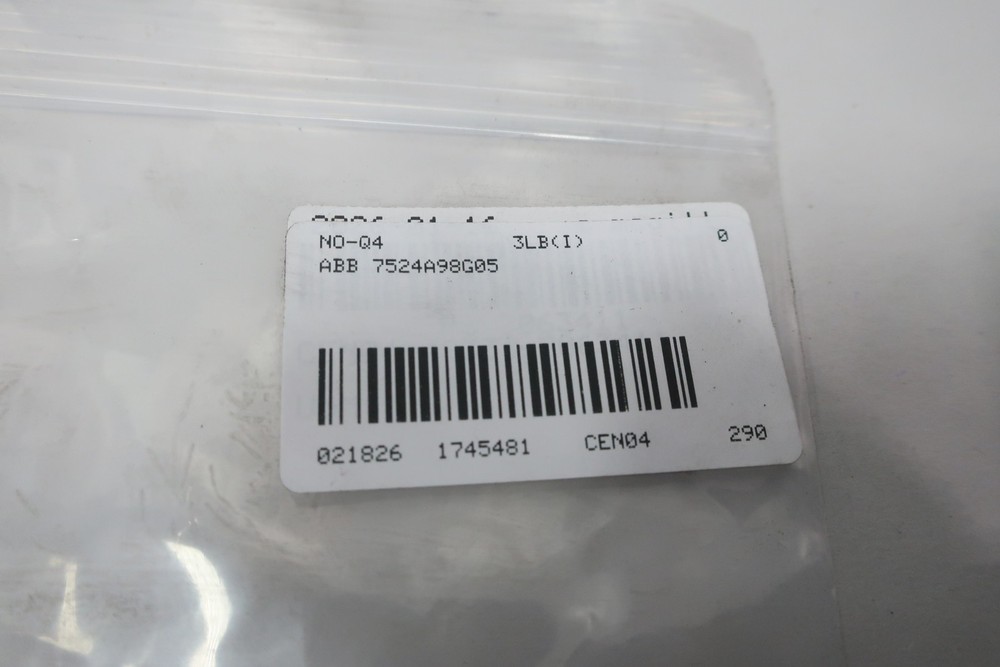 NO-Q4 3LB(I) 0
ABB 7524A98G05
021826 1745481 CEN04 290